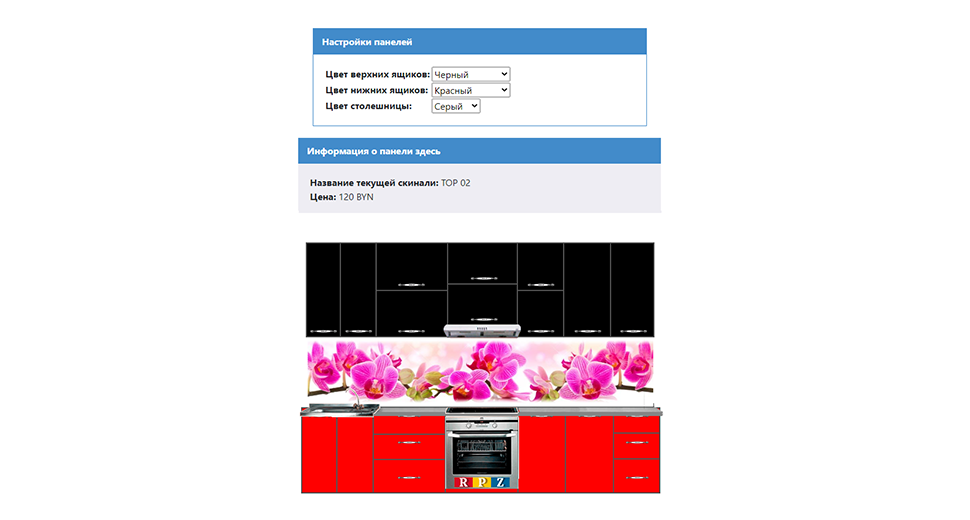 Настройки панелей
Цвет верхних ящиков: Черный
Цвет нижних ящиков: Красный
Цвет столешницы: Серый
Информация о панели здесь
Название текущей скинали: TOP 02
Цена: 120 BYN
R P Z